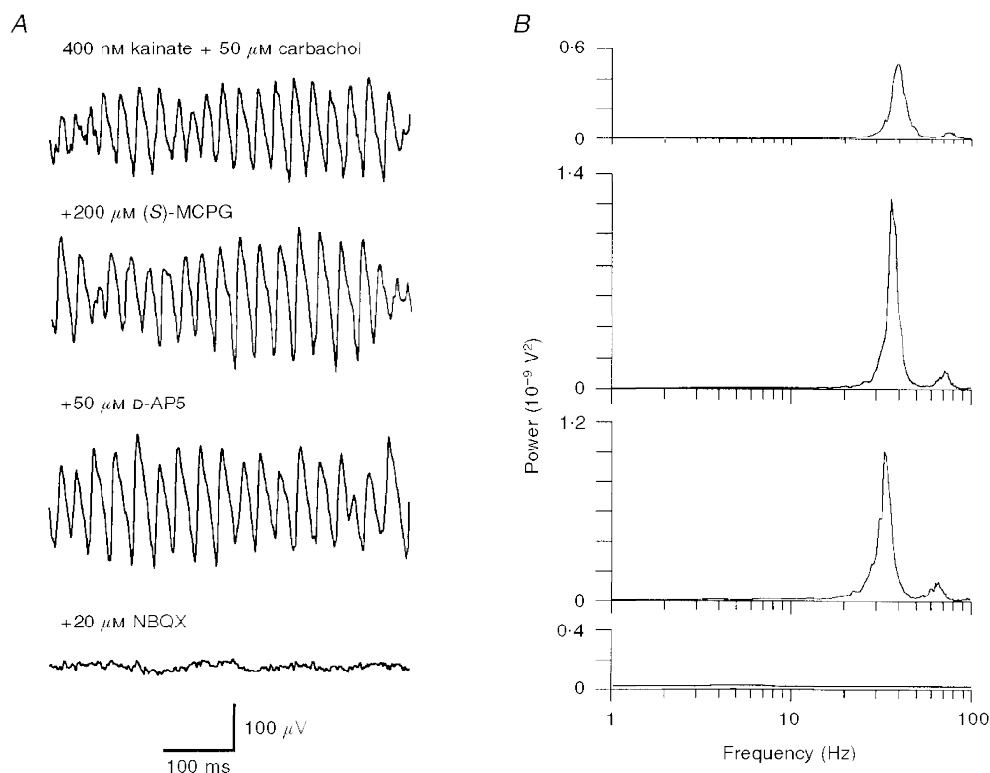 A
400 nM kainate + 50 μM carbachol
+200 μM (S)-MCPG
+50 μM D-AP5
+20 μM NBQX
100 μV
100 ms
B
0·6
0
1·4
0
1·2
0
0·4
0
Power (10⁻⁹ V²)
1 10 100
Frequency (Hz)